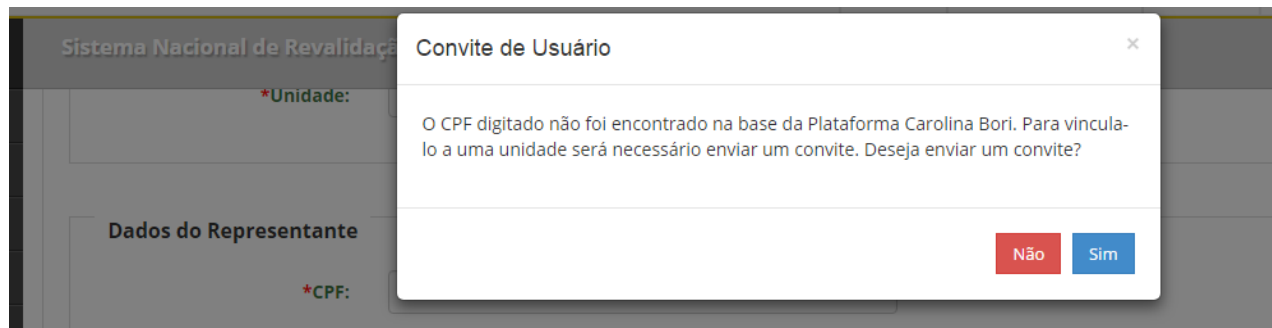 Sistema Nacional de Revalidaçã
Convite de Usuário
×
*Unidade:
O CPF digitado não foi encontrado na base da Plataforma Carolina Bori. Para vincula-
lo a uma unidade será necessário enviar um convite. Deseja enviar um convite?
Dados do Representante
Não
Sim
*CPF: